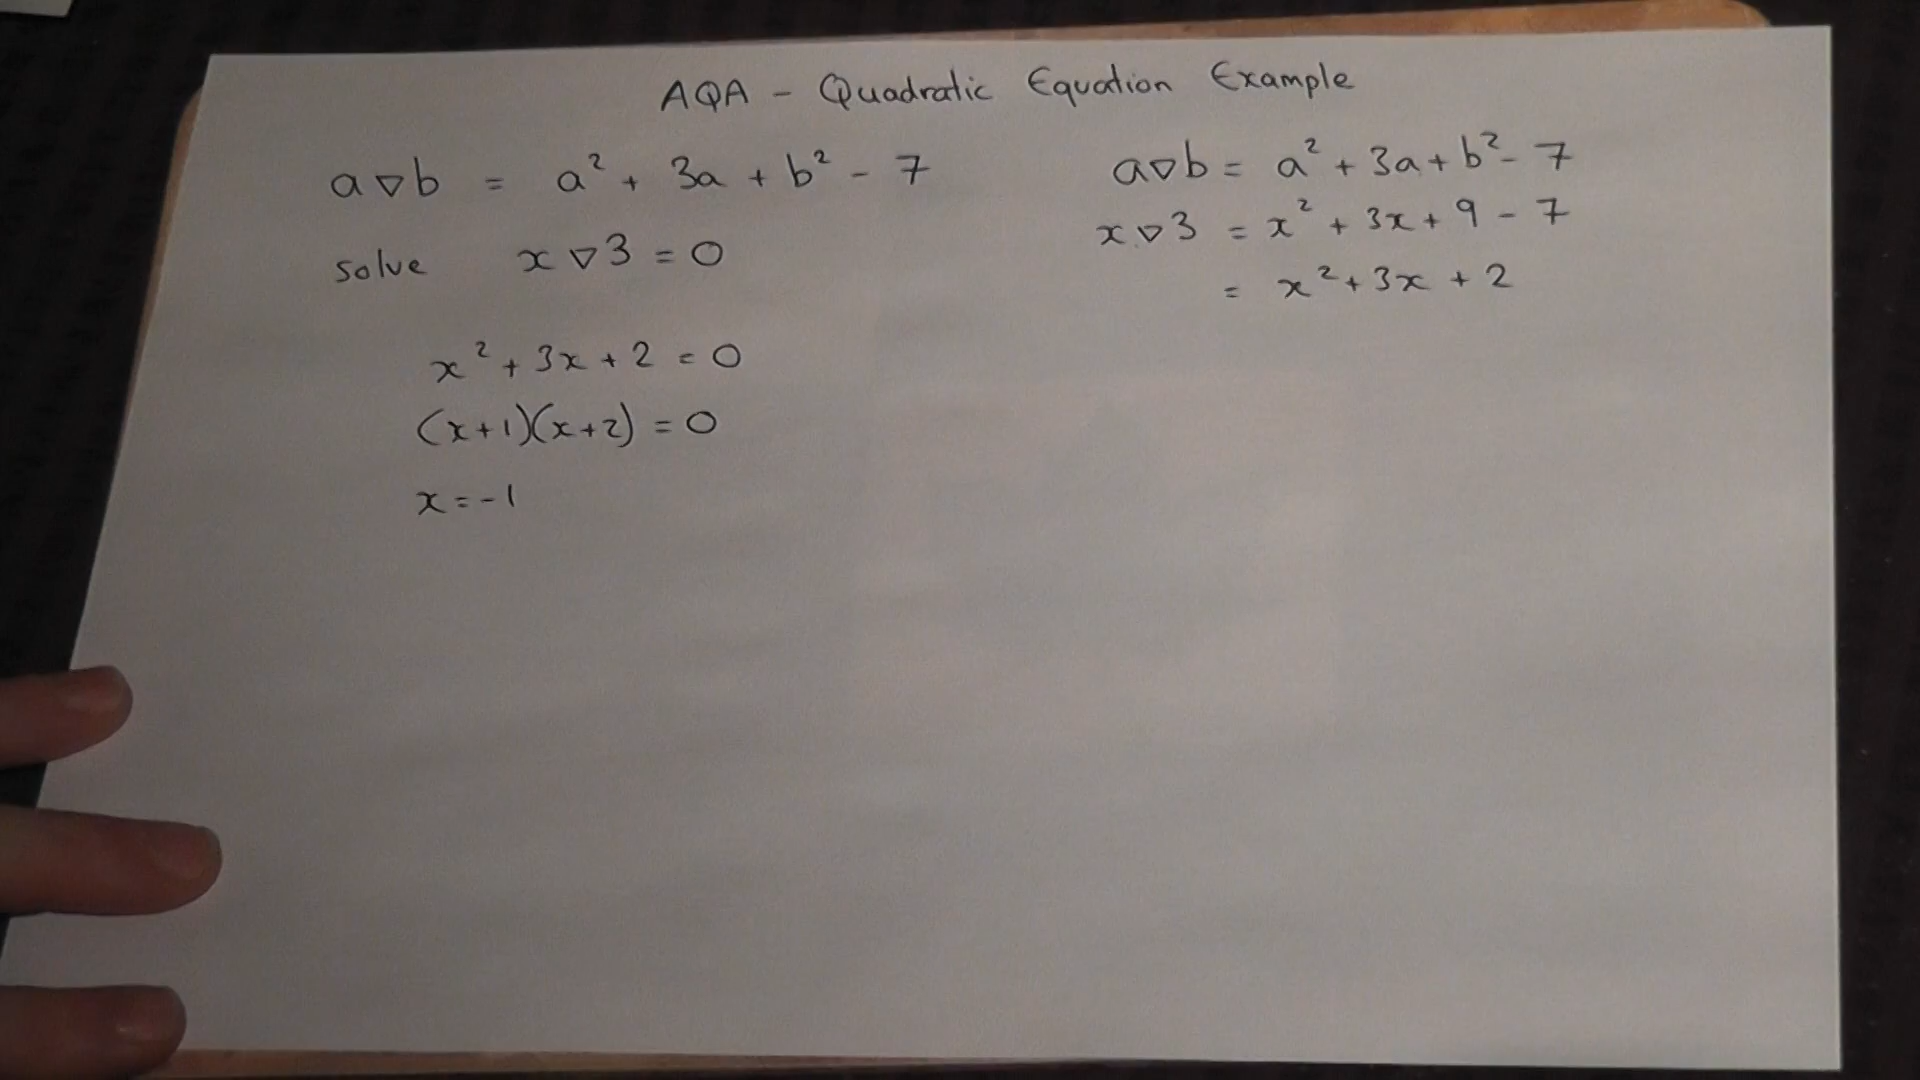 AQA - Quadratic Equation Example
a▽b = a² + 3a + b² - 7
solve x▽3 = 0
x² + 3x + 2 = 0
(x+1)(x+2) = 0
x = -1
a▽b = a² + 3a + b² - 7
x▽3 = x² + 3x + 9 - 7
= x² + 3x + 2